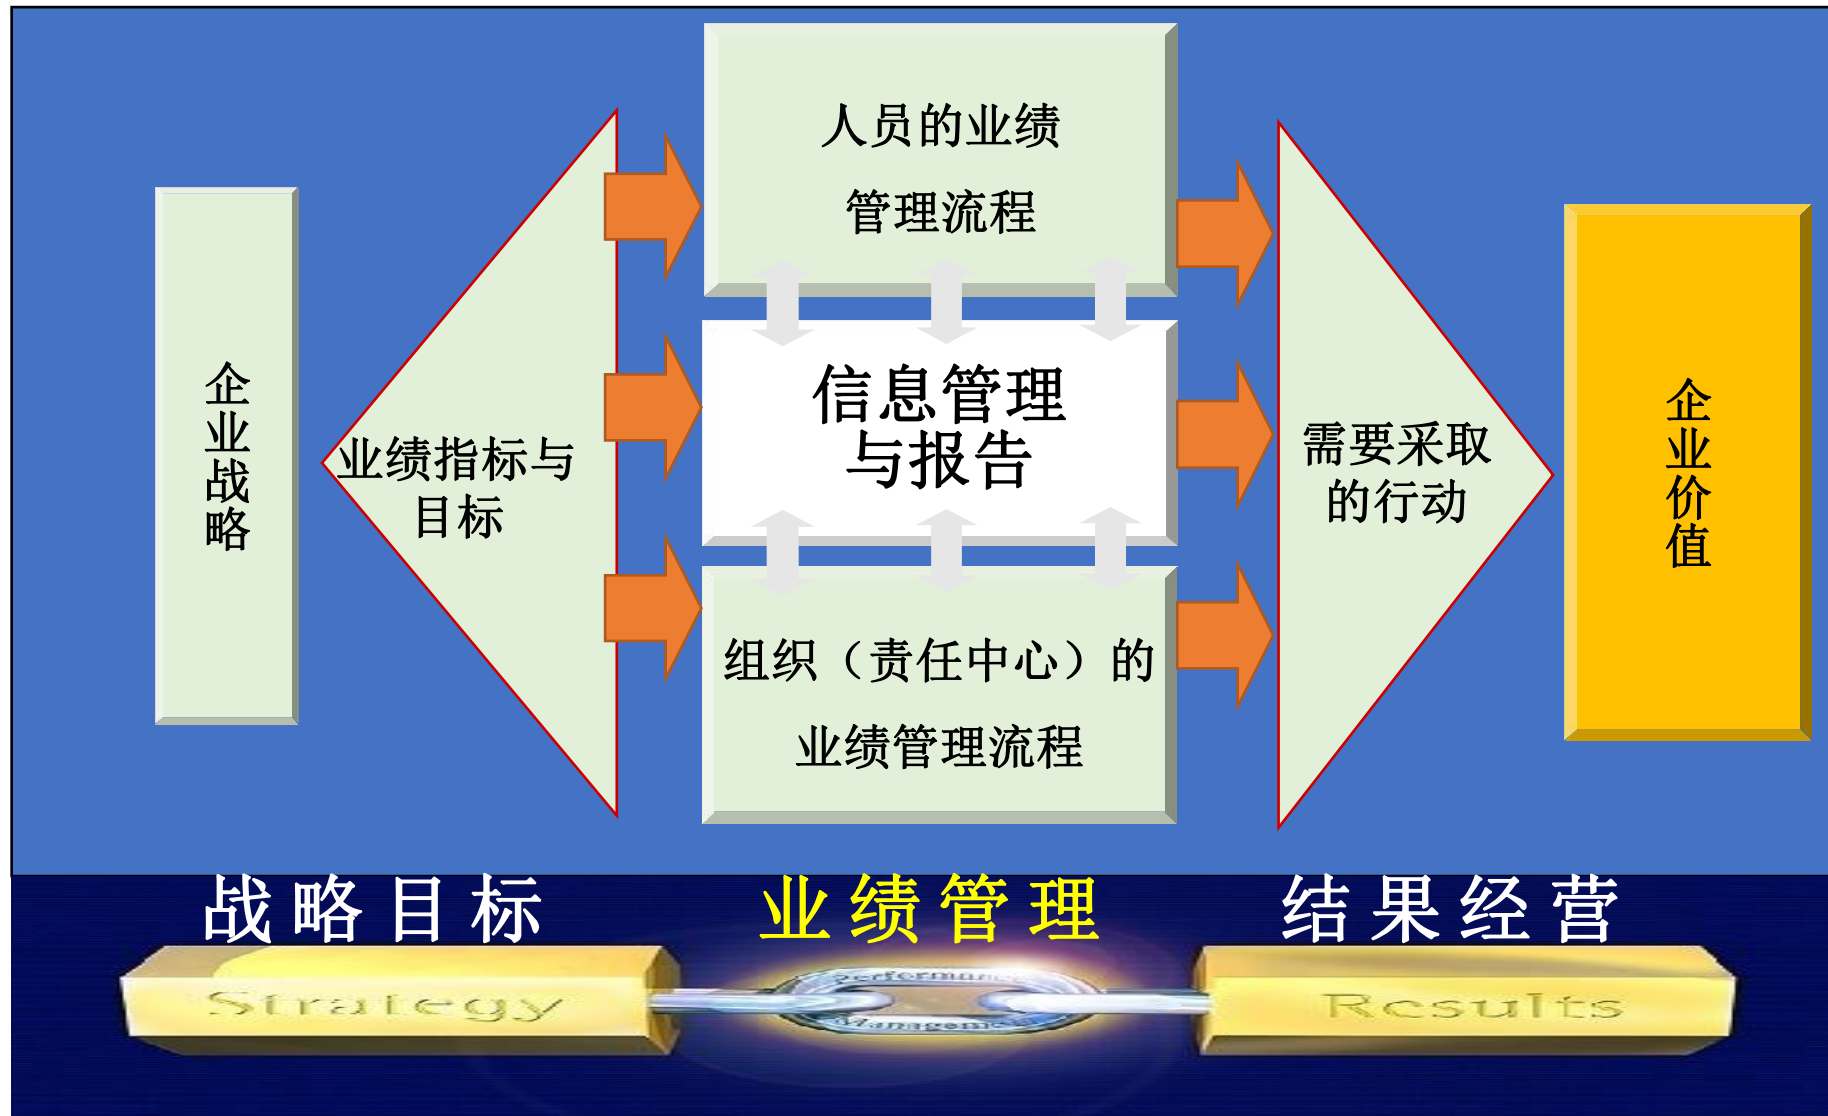 人员的业绩
管理流程
企业战略
业绩指标与
目标
信息管理
与报告
需要采取
的行动
企业价值
组织（责任中心）的
业绩管理流程
战略目标
业绩管理
结果经营
Strategy
Performance
Management
Results